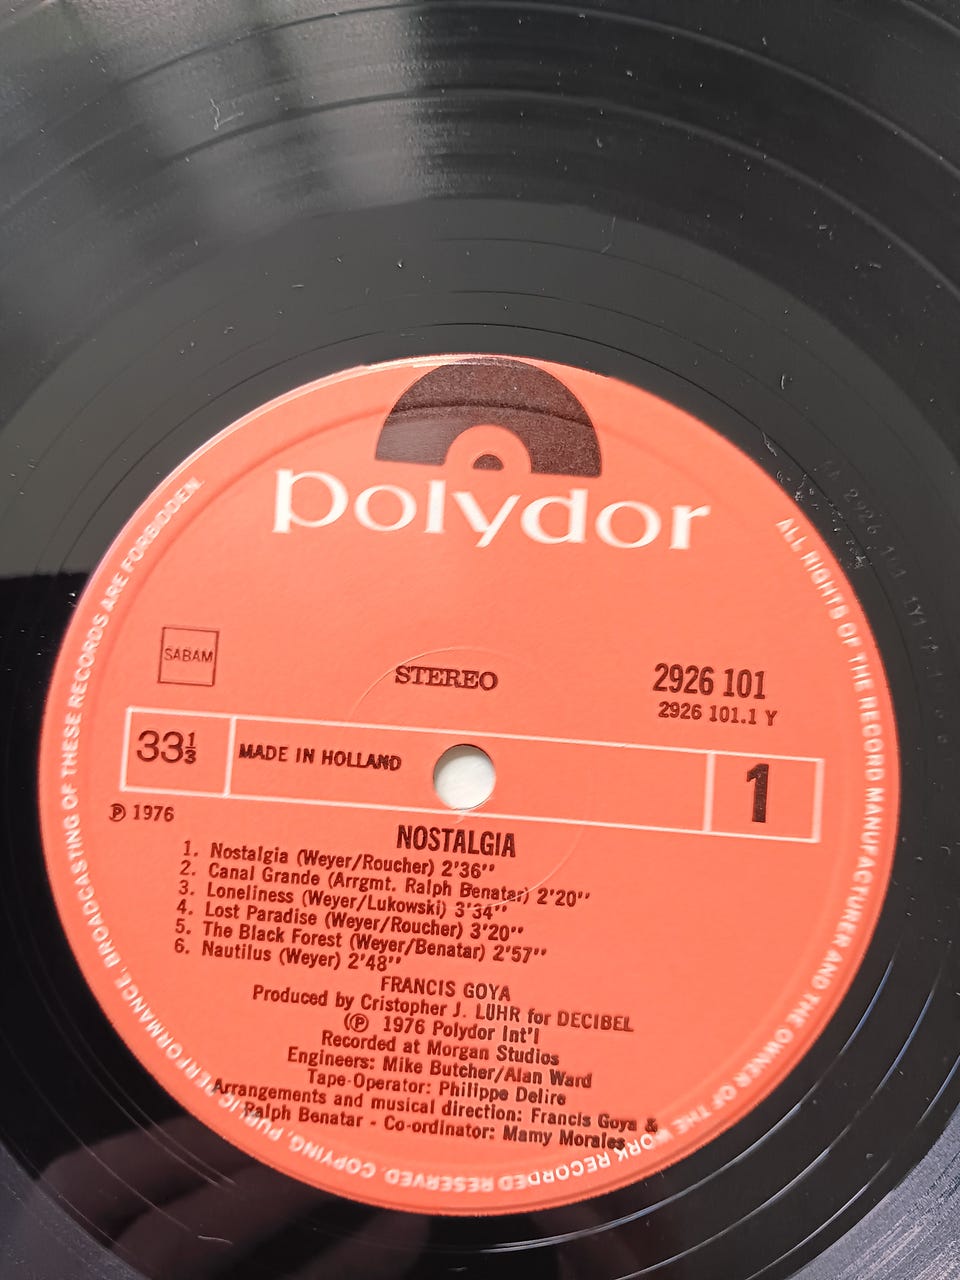 polydor
SABAM
STEREO
2926 101
2926 101.1 Y
33⅓
MADE IN HOLLAND
1
℗ 1976
NOSTALGIA
1. Nostalgia (Weyer/Roucher) 2'36''
2. Canal Grande (Arrgmt. Ralph Benatar) 2'20''
3. Loneliness (Weyer/Lukowski) 3'34''
4. Lost Paradise (Weyer/Roucher) 3'20''
5. The Black Forest (Weyer/Benatar) 2'57''
6. Nautilus (Weyer) 2'48''
FRANCIS GOYA
Produced by Cristopher J. LUHR for DECIBEL
(℗ 1976 Polydor Int'l
Recorded at Morgan Studios
Engineers: Mike Butcher/Alan Ward
Tape-Operator: Philippe Delire
Arrangements and musical direction: Francis Goya &
Ralph Benatar - Co-ordinator: Mamy Morales
ALL RIGHTS OF THE RECORD MANUFACTURER AND THE OWNER OF THE WORK RECORDED RESERVED. COPYING, PUBLIC PERFORMANCE, BROADCASTING OF THESE RECORDS ARE FORBIDDEN.